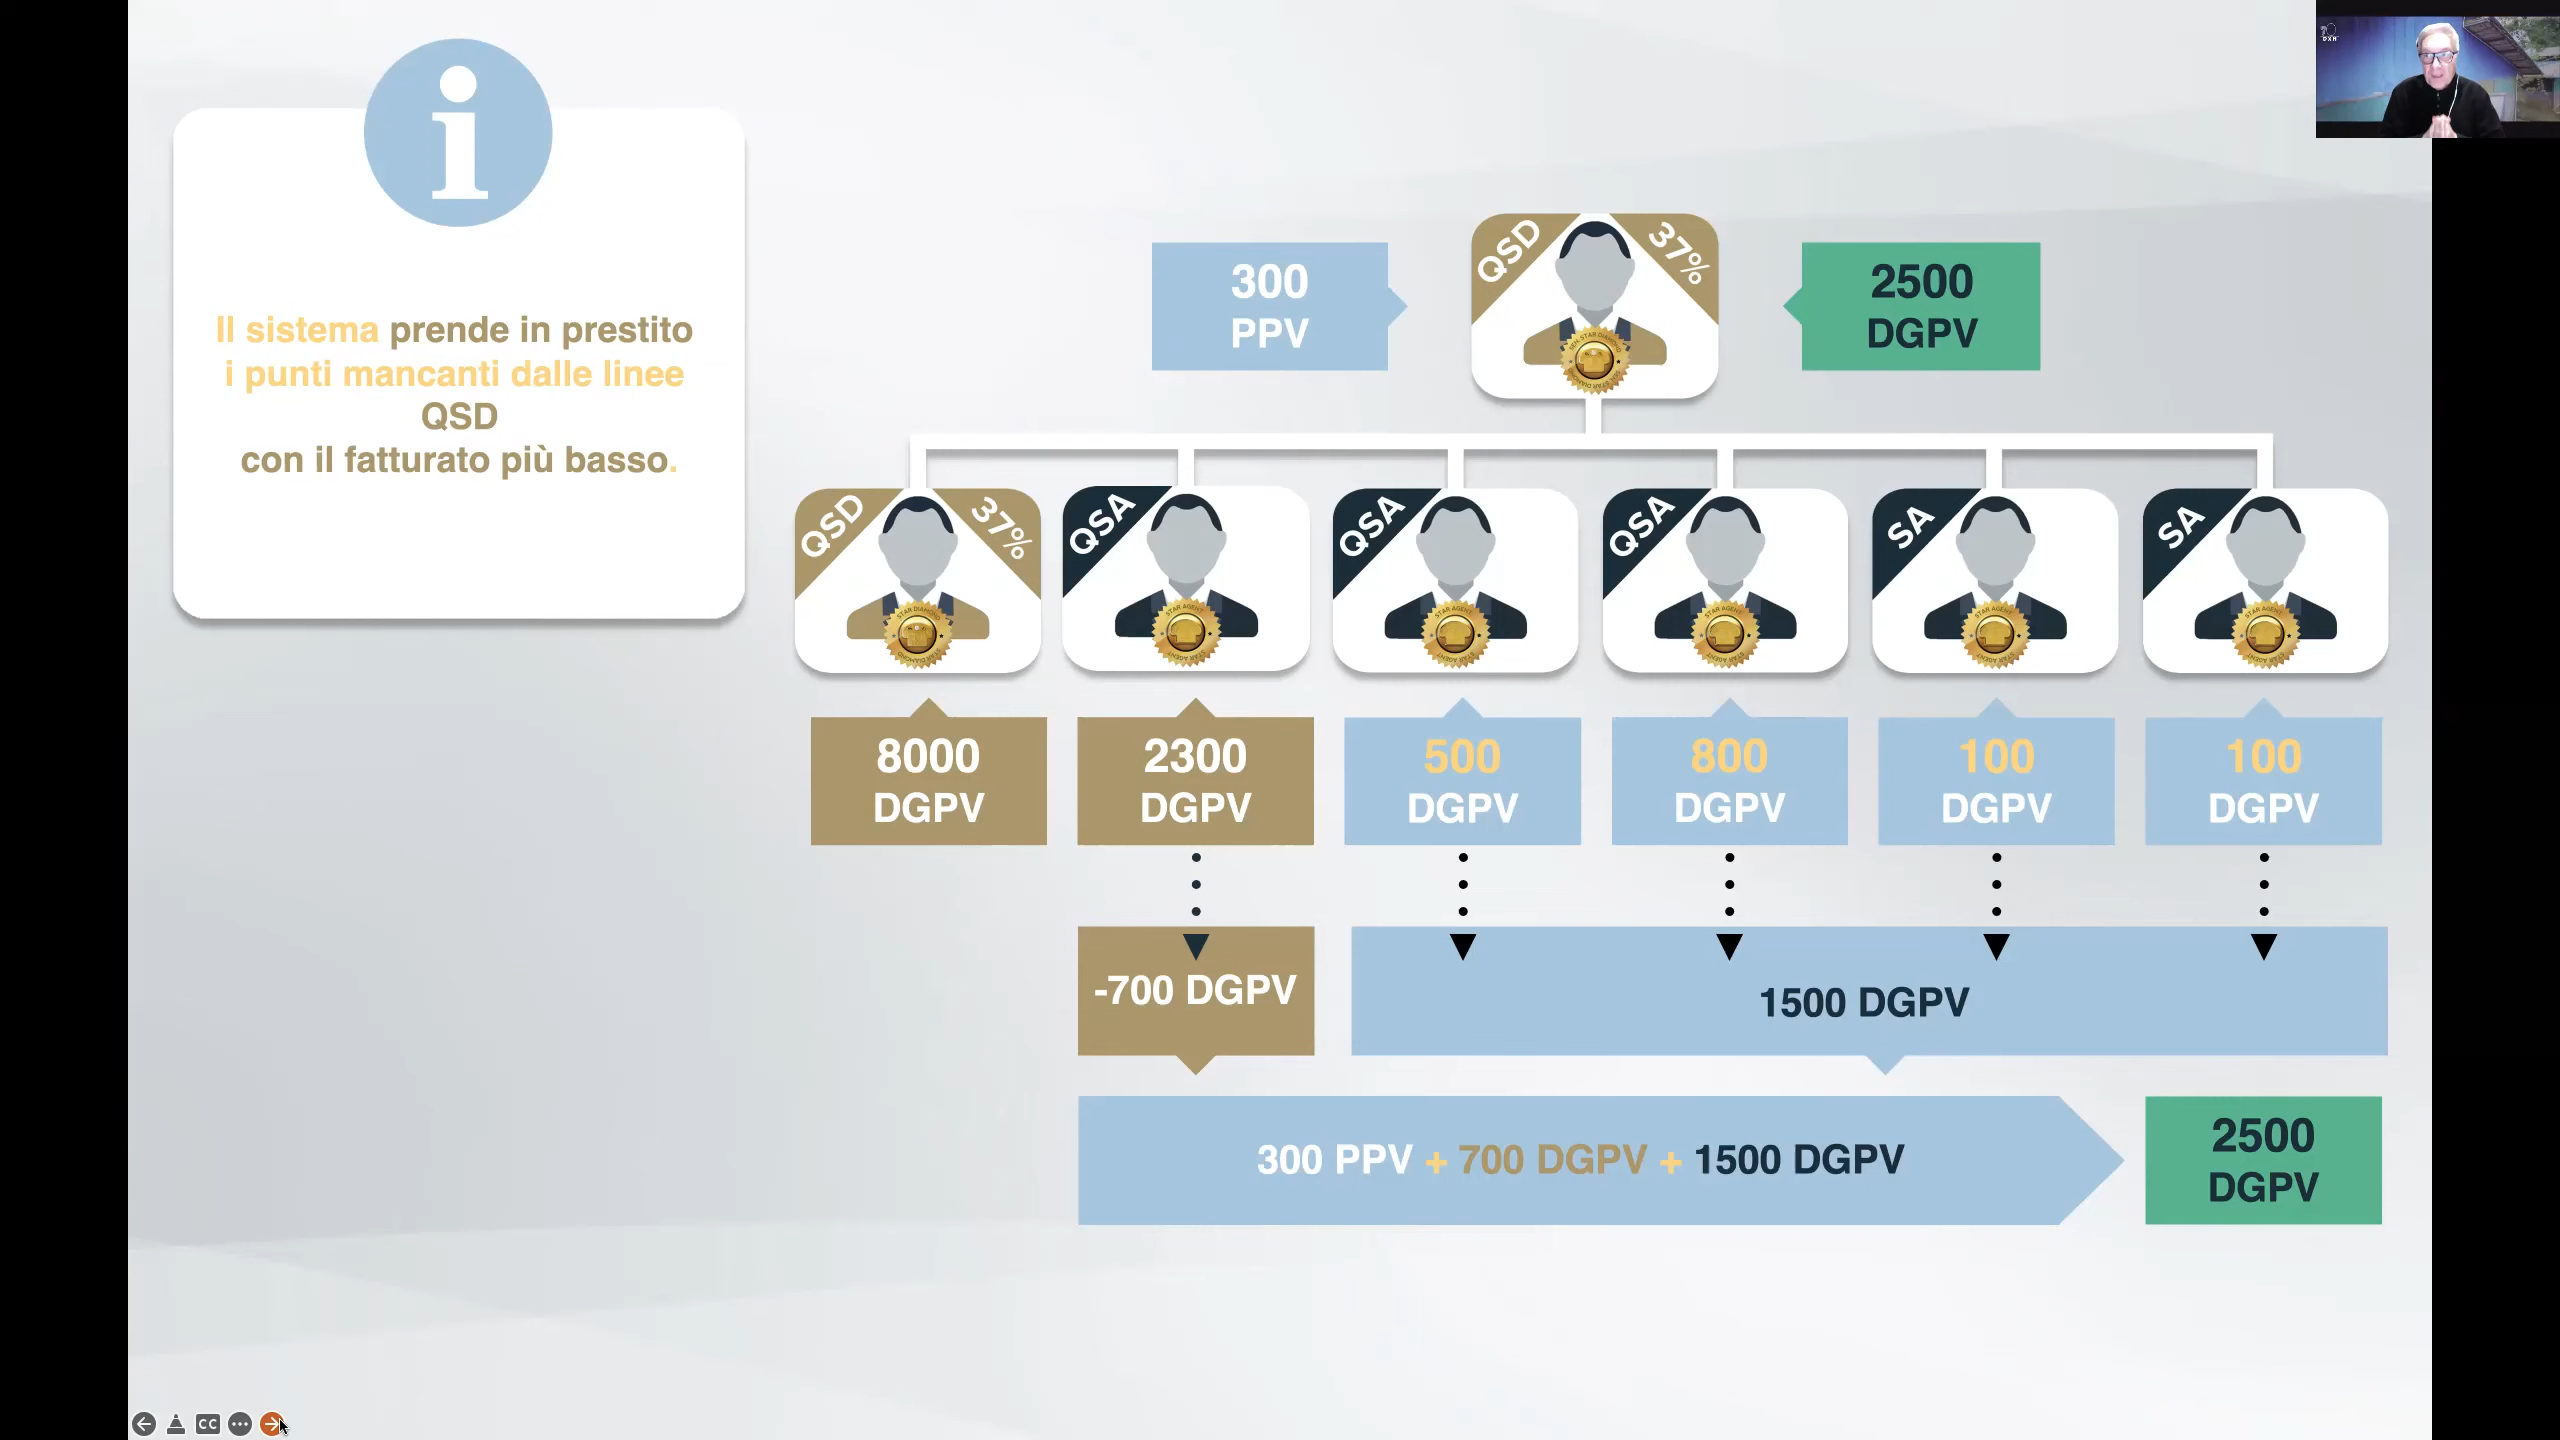 Il sistema prende in prestito
i punti mancanti dalle linee
QSD
con il fatturato più basso.
300
PPV
QSD
37%
2500
DGPV
QSD
37%
QSA
QSA
QSA
SA
SA
8000
DGPV
2300
DGPV
500
DGPV
800
DGPV
100
DGPV
100
DGPV
-700 DGPV
1500 DGPV
300 PPV + 700 DGPV + 1500 DGPV
2500
DGPV
CC